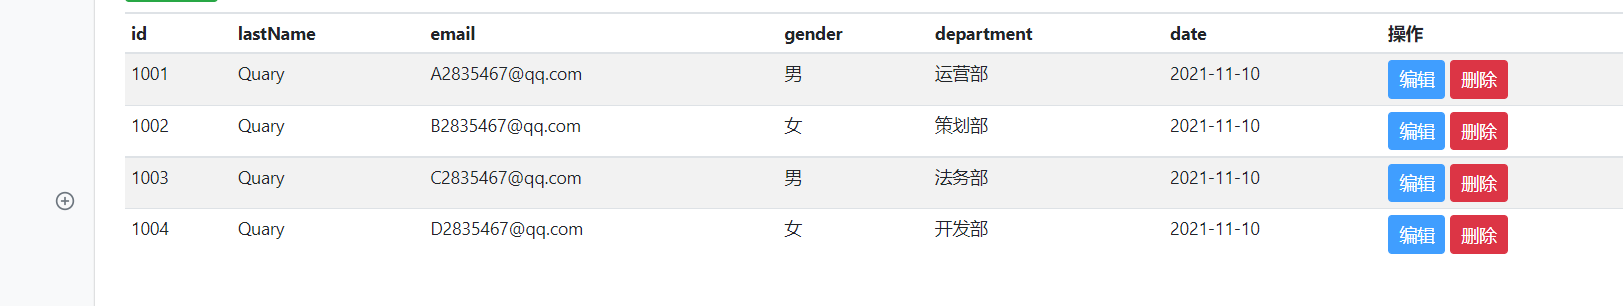 id lastName email gender department date 操作
1001 Quary A2835467@qq.com 男 运营部 2021-11-10 编辑 删除
1002 Quary B2835467@qq.com 女 策划部 2021-11-10 编辑 删除
1003 Quary C2835467@qq.com 男 法务部 2021-11-10 编辑 删除
1004 Quary D2835467@qq.com 女 开发部 2021-11-10 编辑 删除